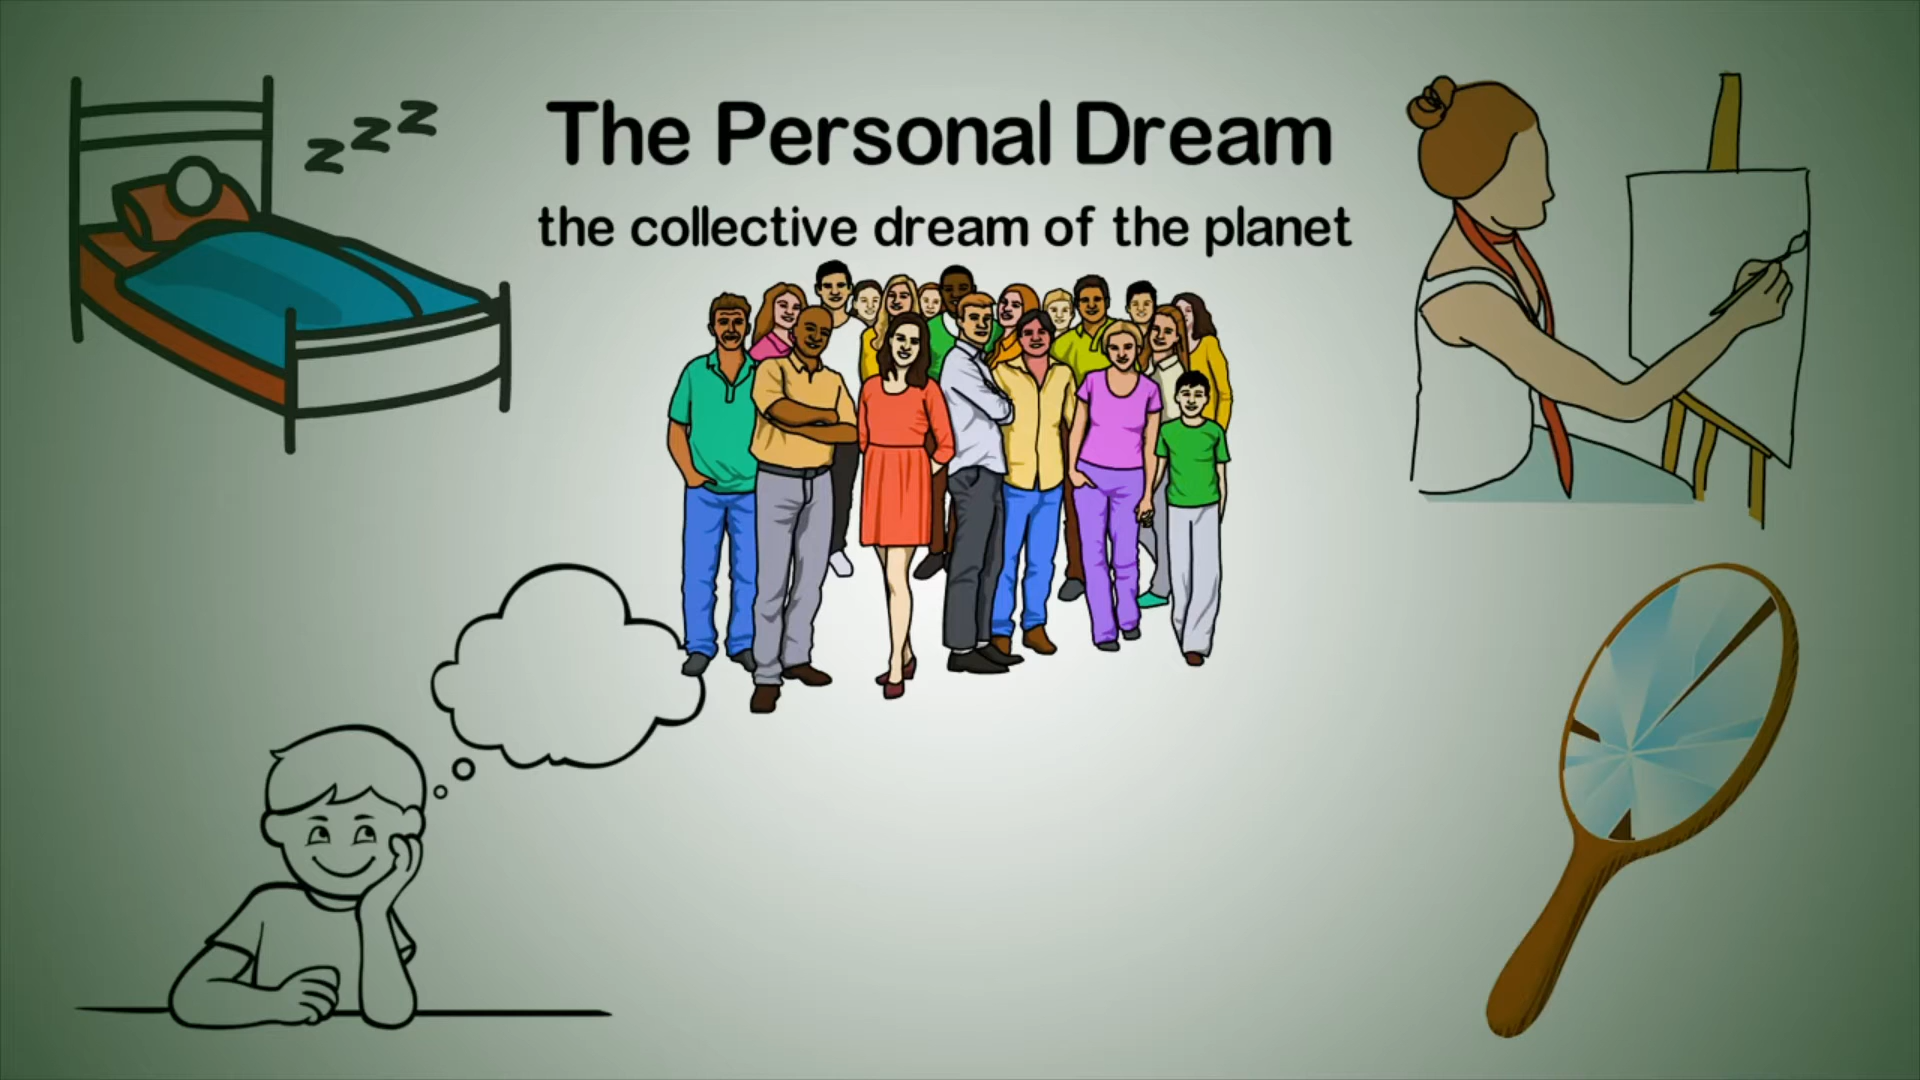 z z z
The Personal Dream
the collective dream of the planet